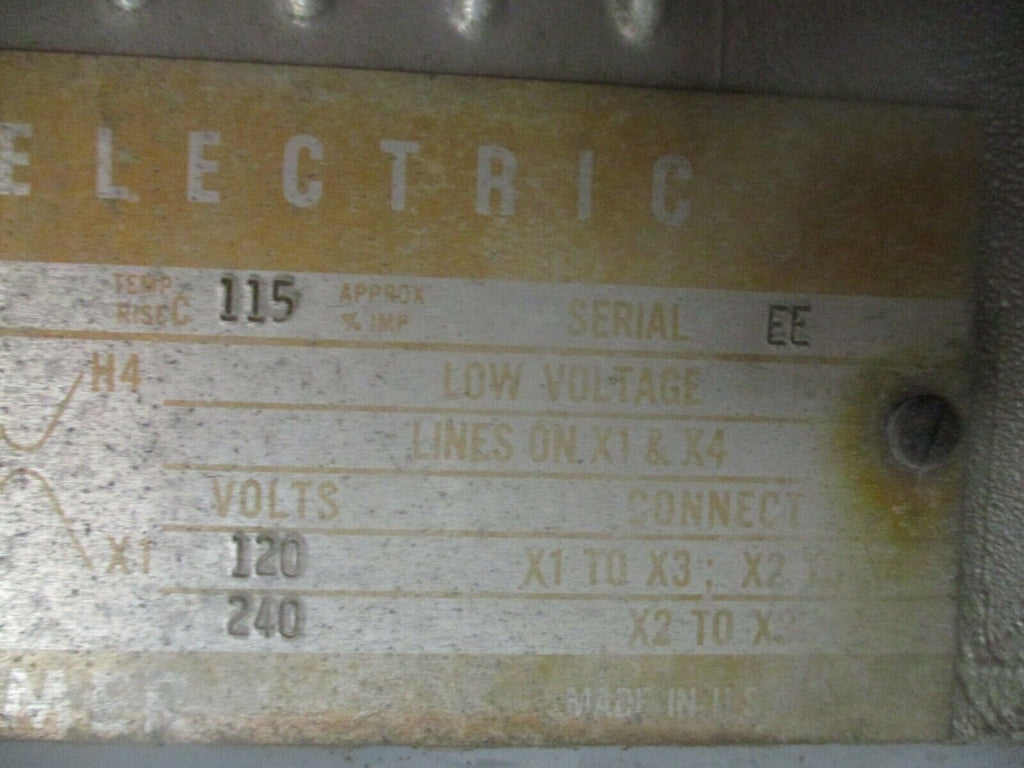 ELECTRIC
TEMP. RISE C 115 APPROX % IMP SERIAL EE
H4 LOW VOLTAGE
LINES ON X1 & X4
VOLTS CONNECT
X1 120 X1 TO X3; X2
240 X2 TO
MER MADE IN U.S.